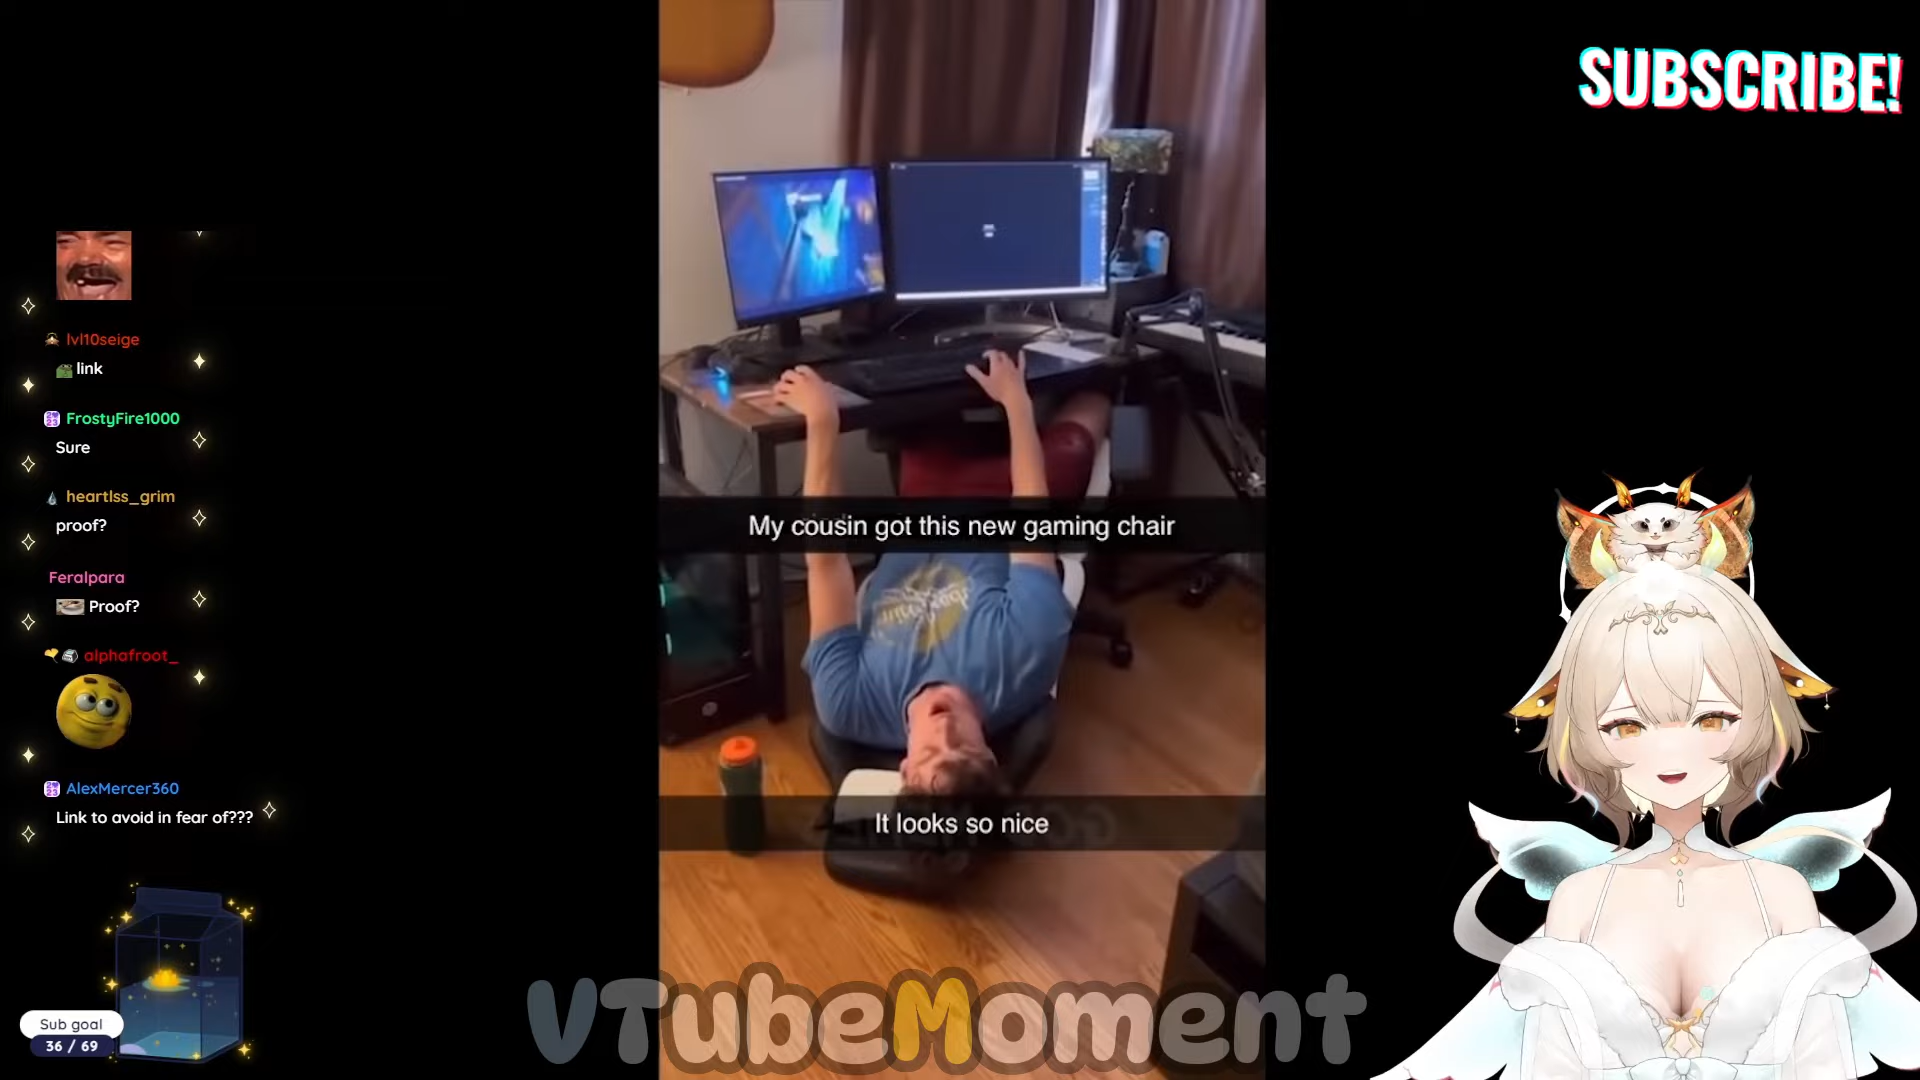 SUBSCRIBE!
lvl10seige
link
FrostyFire1000
Sure
heartlss_grim
proof?
Feralpara
Proof?
alphafroot_
AlexMercer360
Link to avoid in fear of???
Sub goal
36 / 69
My cousin got this new gaming chair
It looks so nice
VTubeMoment